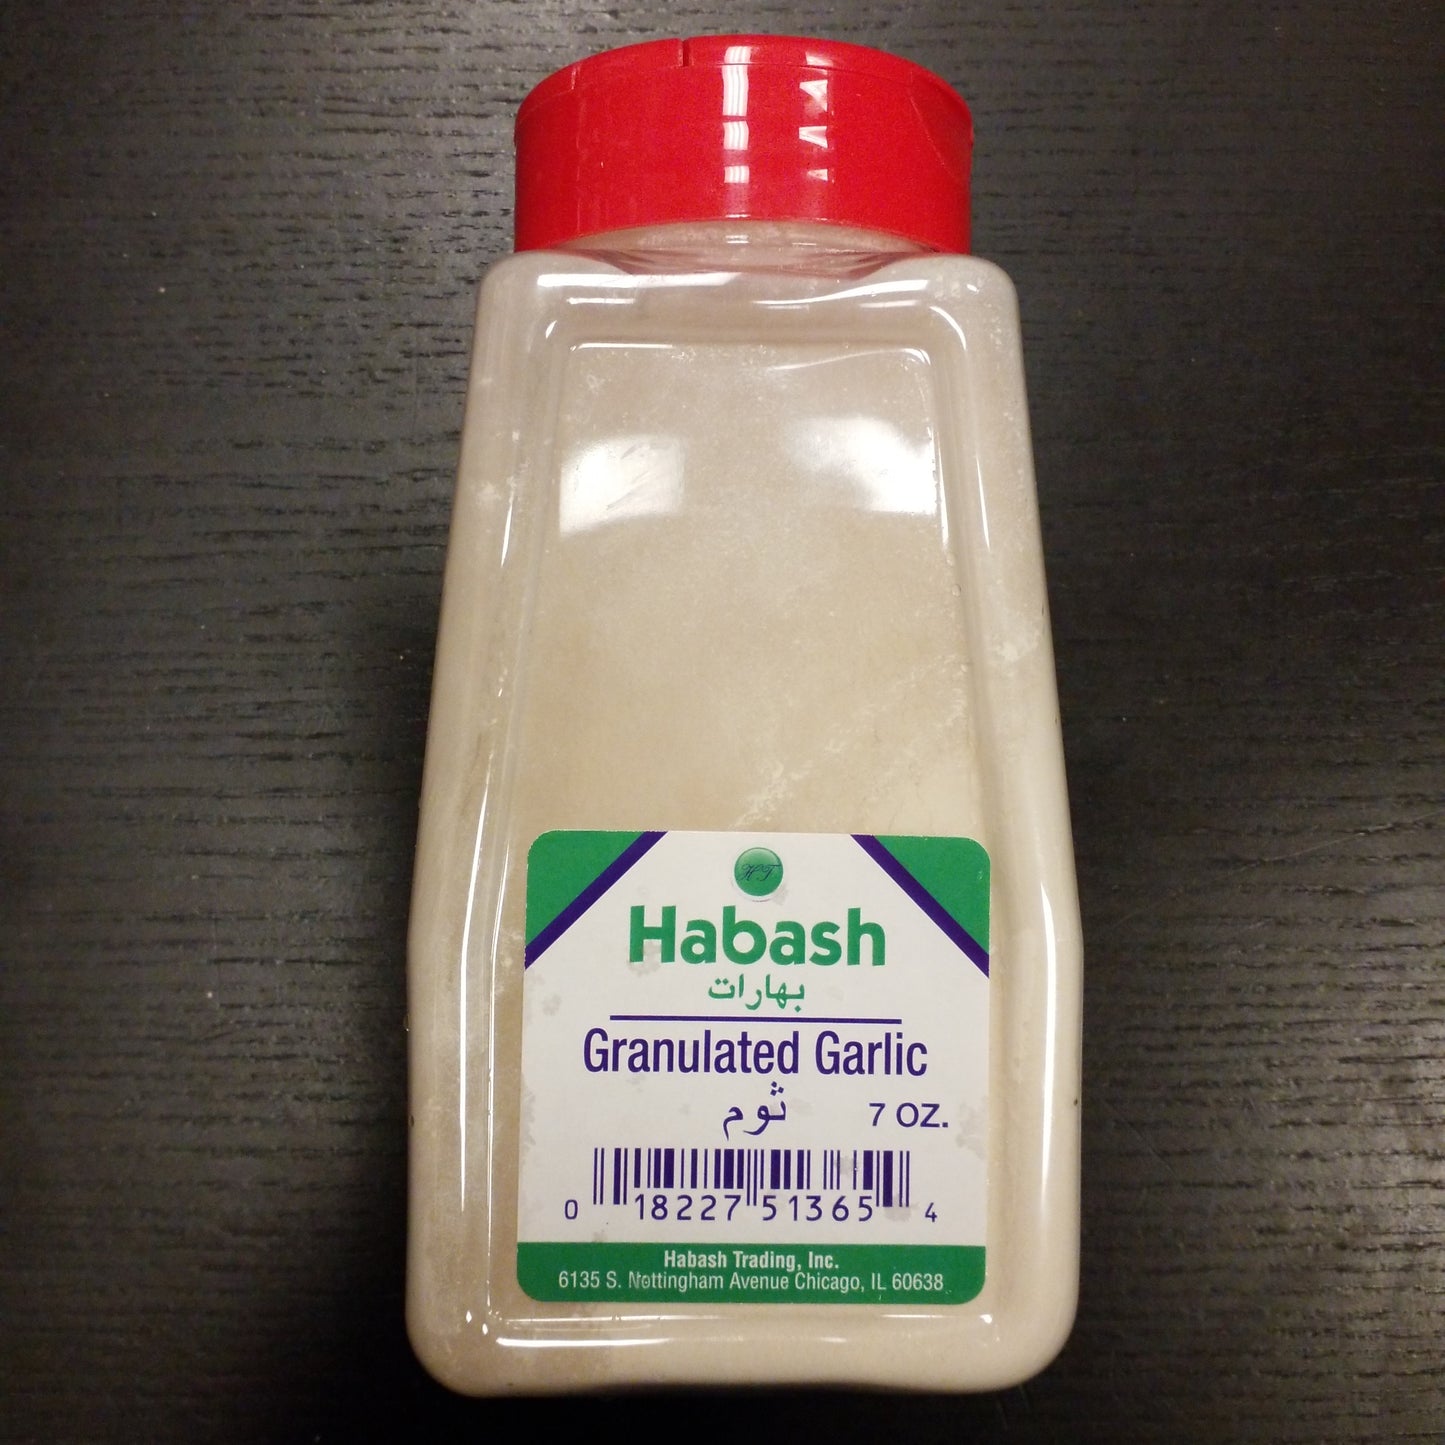 HT
Habash
بهارات
Granulated Garlic
ثوم
7 OZ.
0 18227 51365 4
Habash Trading, Inc.
6135 S. Nottingham Avenue Chicago, IL 60638